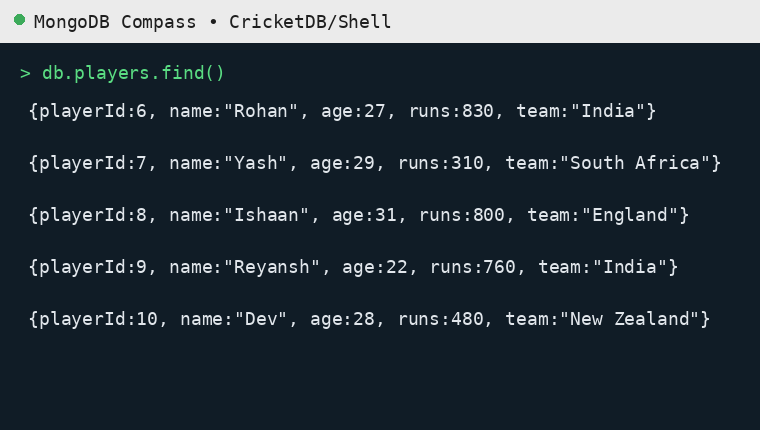 MongoDB Compass • CricketDB/Shell
> db.players.find()
{playerId:6, name:"Rohan", age:27, runs:830, team:"India"}
{playerId:7, name:"Yash", age:29, runs:310, team:"South Africa"}
{playerId:8, name:"Ishaan", age:31, runs:800, team:"England"}
{playerId:9, name:"Reyansh", age:22, runs:760, team:"India"}
{playerId:10, name:"Dev", age:28, runs:480, team:"New Zealand"}